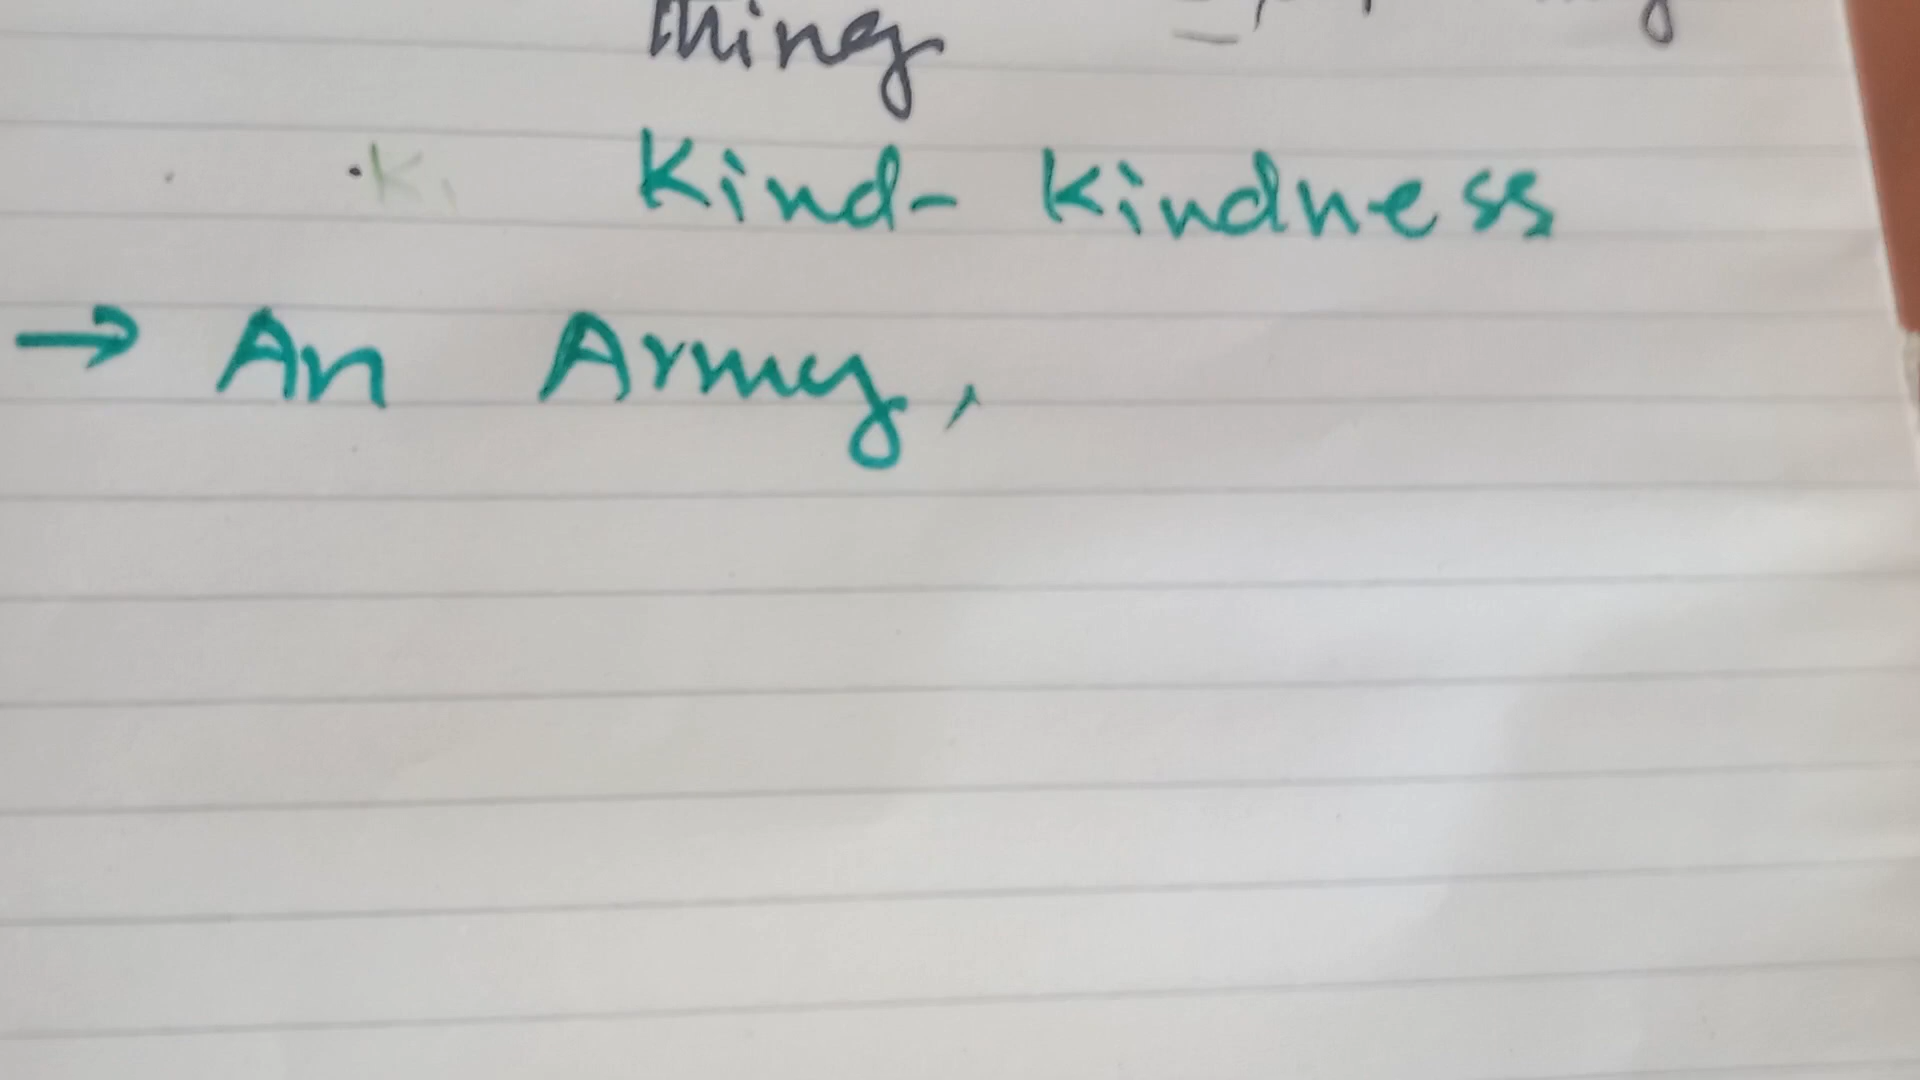 thing
K. Kind- Kindness
→ An Army,